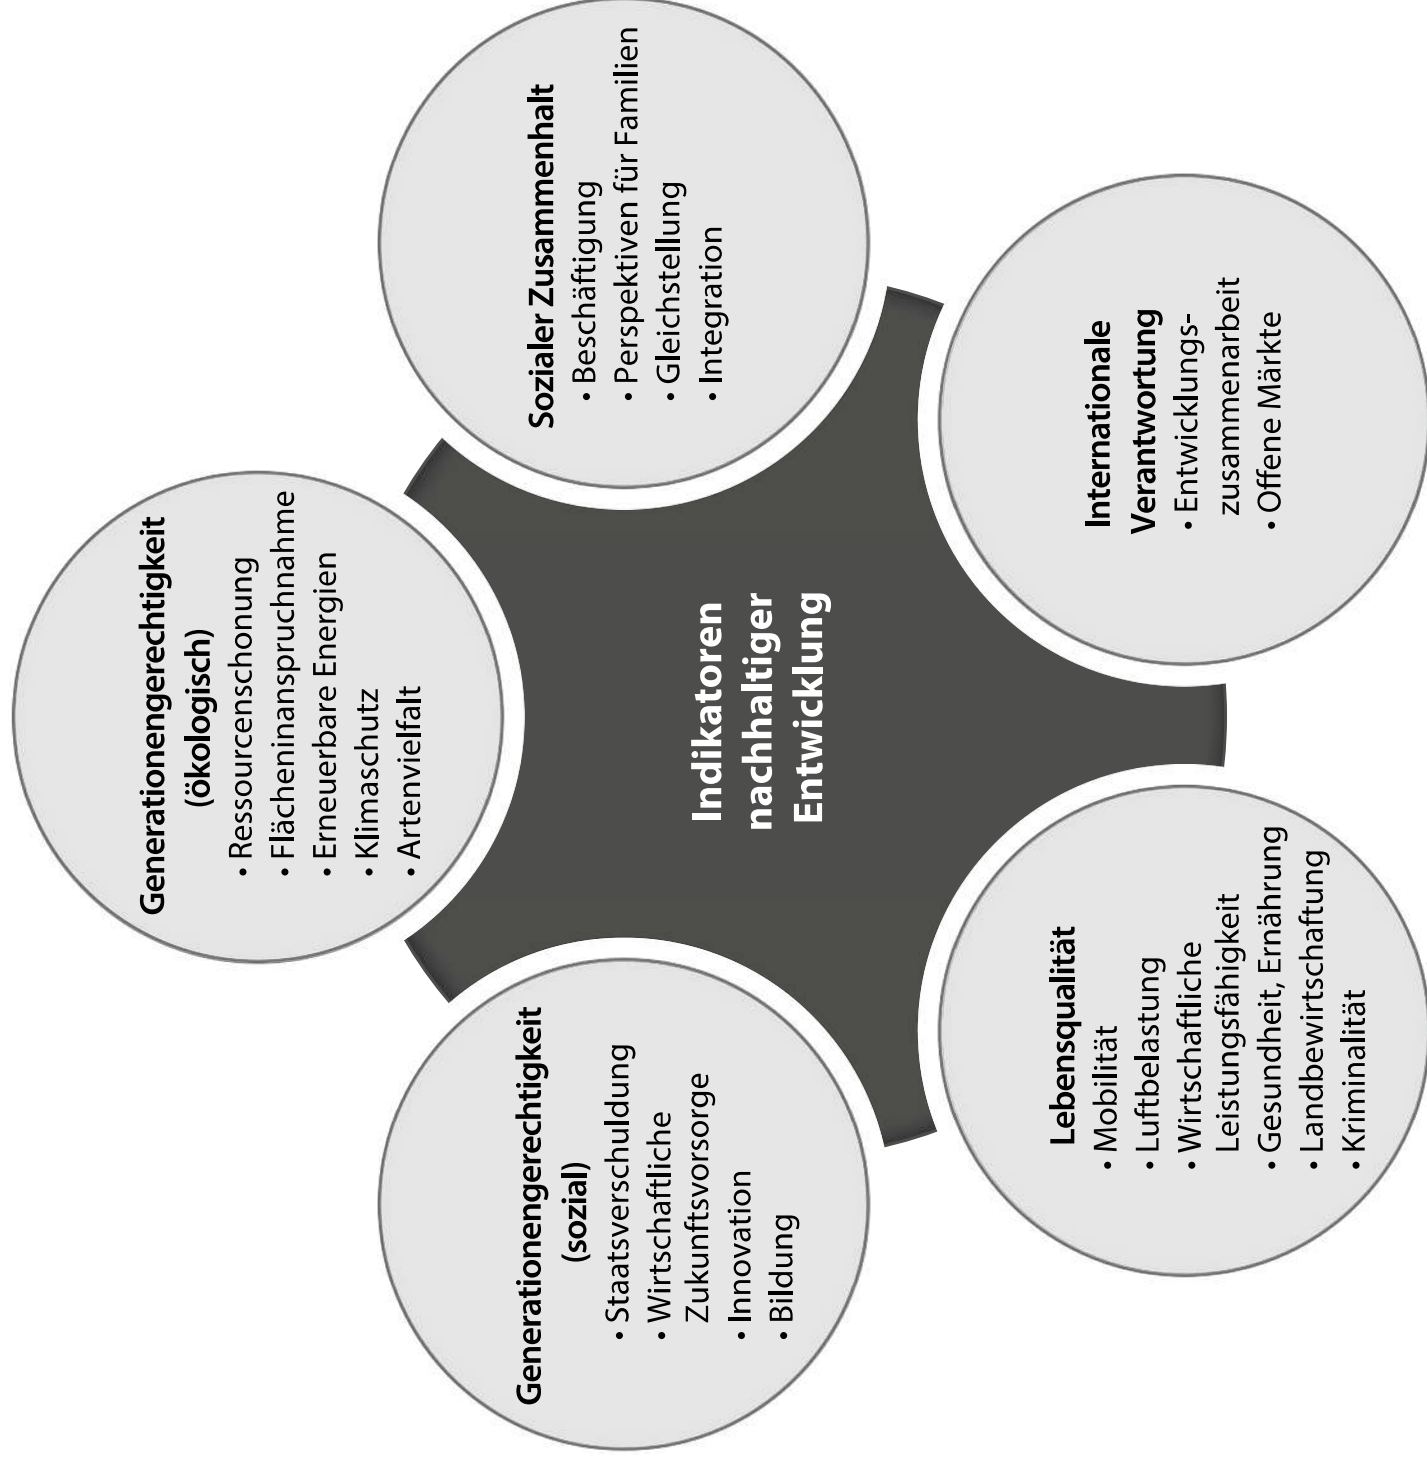 Generationengerechtigkeit
(ökologisch)
• Ressourcenschonung
• Flächeninanspruchnahme
• Erneuerbare Energien
• Klimaschutz
• Artenvielfalt
Sozialer Zusammenhalt
• Beschäftigung
• Perspektiven für Familien
• Gleichstellung
• Integration
Internationale
Verantwortung
• Entwicklungs-
zusammenarbeit
• Offene Märkte
Lebensqualität
• Mobilität
• Luftbelastung
• Wirtschaftliche
Leistungsfähigkeit
• Gesundheit, Ernährung
• Landbewirtschaftung
• Kriminalität
Generationengerechtigkeit
(sozial)
• Staatsverschuldung
• Wirtschaftliche
Zukunftsvorsorge
• Innovation
• Bildung
Indikatoren
nachhaltiger
Entwicklung